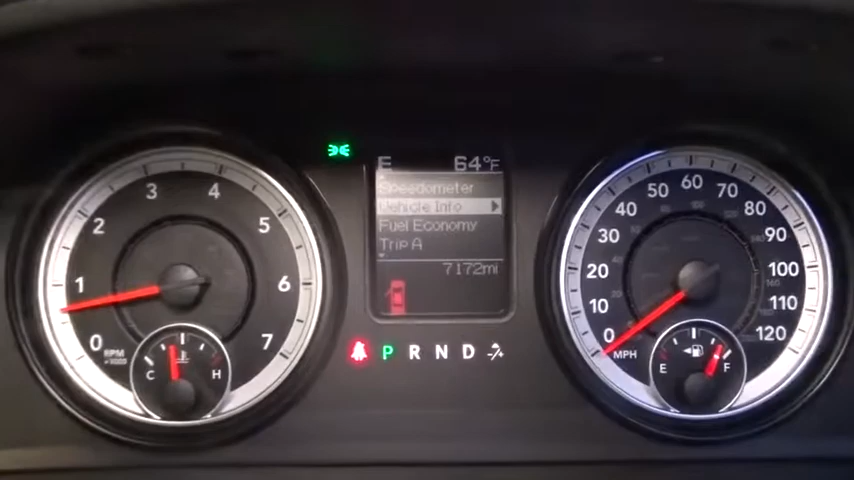 E 64°F
Speedometer
Vehicle Info
Fuel Economy
Trip A
7172mi
P R N D
0 1 2 3 4 5 6 7
RPM
x1000
C H
0 10 20 30 40 50 60 70 80 90 100 110 120
MPH
E F